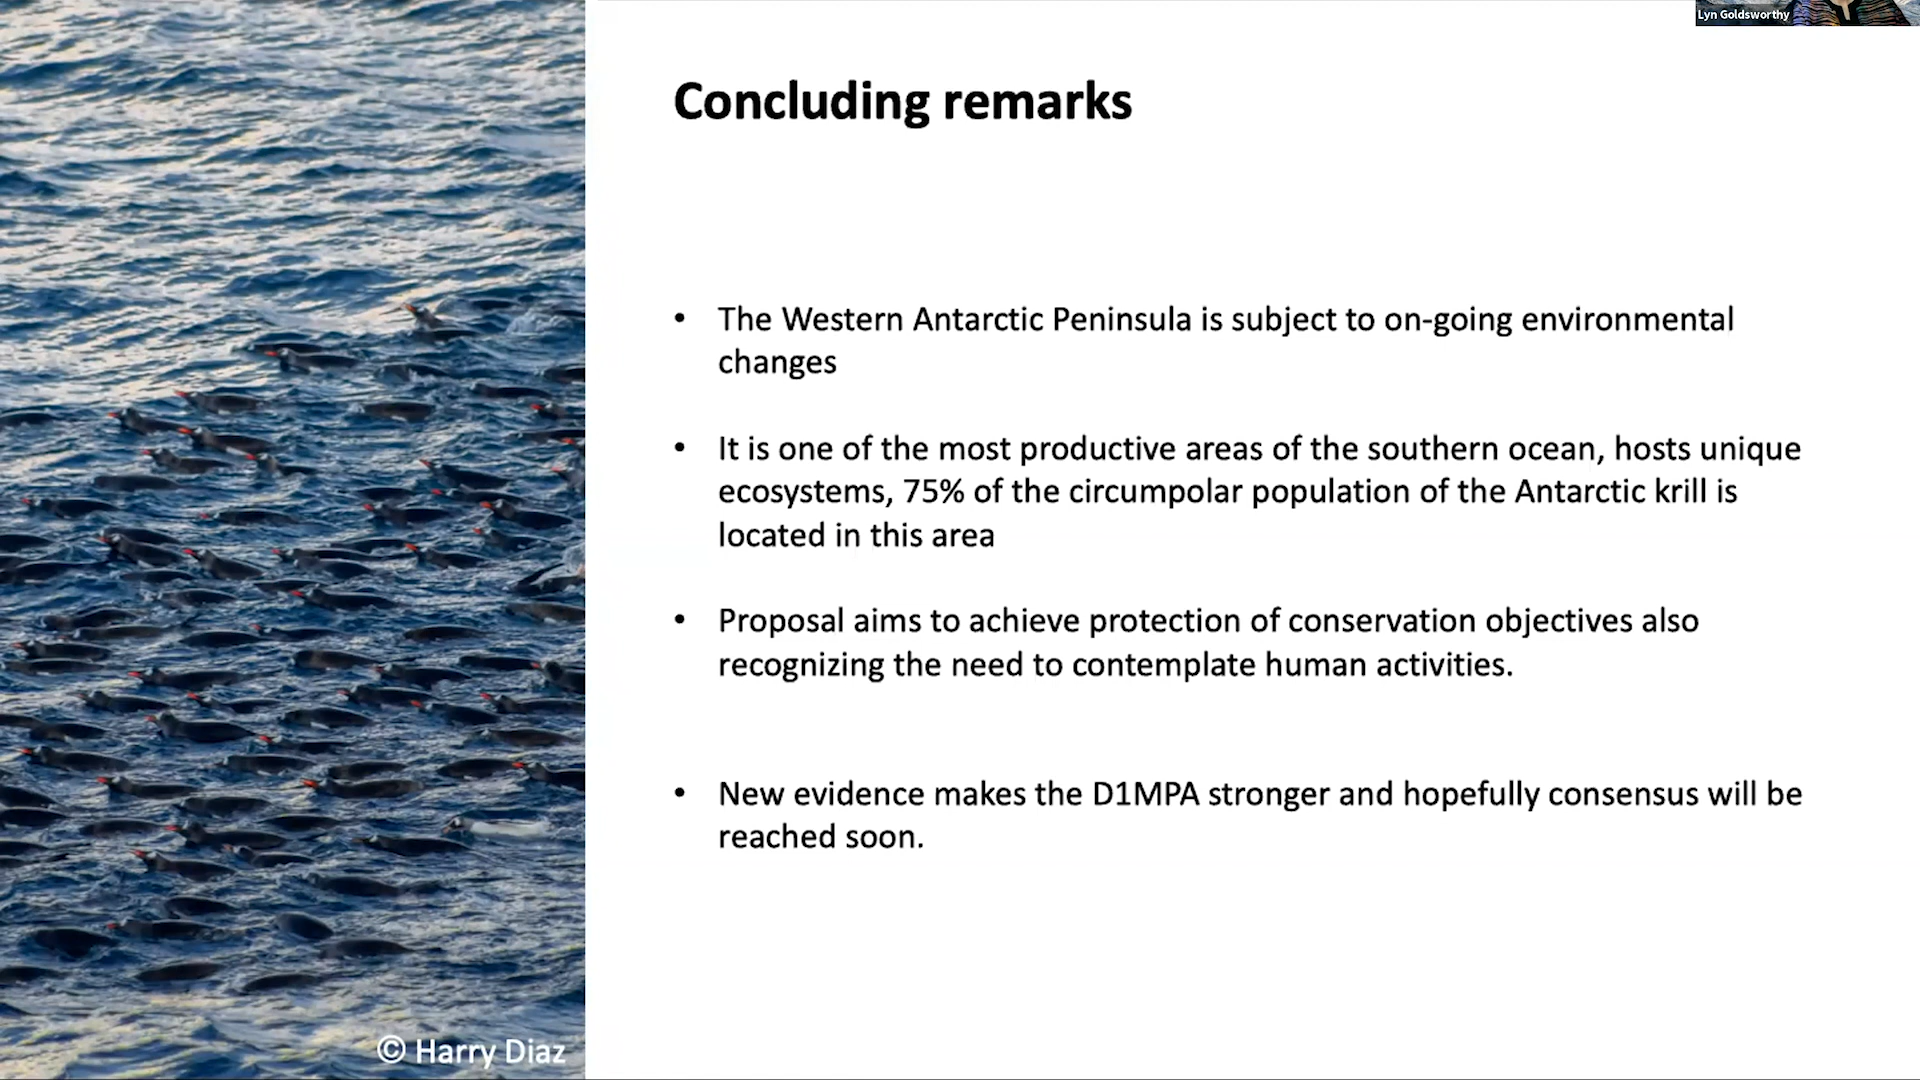 Lyn Goldsworthy
Concluding remarks
• The Western Antarctic Peninsula is subject to on-going environmental
changes
• It is one of the most productive areas of the southern ocean, hosts unique
ecosystems, 75% of the circumpolar population of the Antarctic krill is
located in this area
• Proposal aims to achieve protection of conservation objectives also
recognizing the need to contemplate human activities.
• New evidence makes the D1MPA stronger and hopefully consensus will be
reached soon.
© Harry Diaz